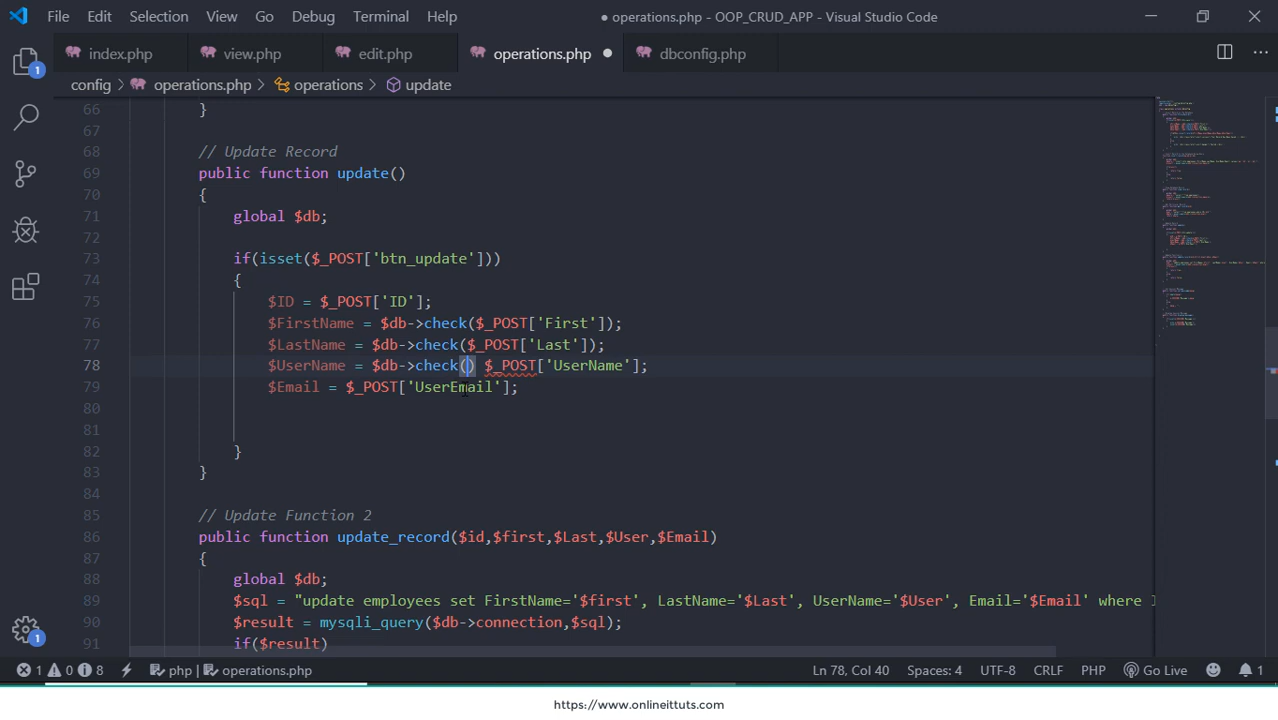 File Edit Selection View Go Debug Terminal Help ● operations.php - OOP_CRUD_APP - Visual Studio Code
index.php view.php edit.php operations.php ● dbconfig.php ···
config > operations.php > operations > update
66 }
67
68 // Update Record
69 public function update()
70 {
71 global $db;
72
73 if(isset($_POST['btn_update']))
74 {
75 $ID = $_POST['ID'];
76 $FirstName = $db->check($_POST['First']);
77 $LastName = $db->check($_POST['Last']);
78 $UserName = $db->check() $_POST['UserName'];
79 $Email = $_POST['UserEmail'];
80
81
82 }
83 }
84
85 // Update Function 2
86 public function update_record($id,$first,$Last,$User,$Email)
87 {
88 global $db;
89 $sql = "update employees set FirstName='$first', LastName='$Last', UserName='$User', Email='$Email' where I
90 $result = mysqli_query($db->connection,$sql);
91 if($result)
1
1
1 0 8 php | operations.php Ln 78, Col 40 Spaces: 4 UTF-8 CRLF PHP Go Live 1
https://www.onlineittuts.com